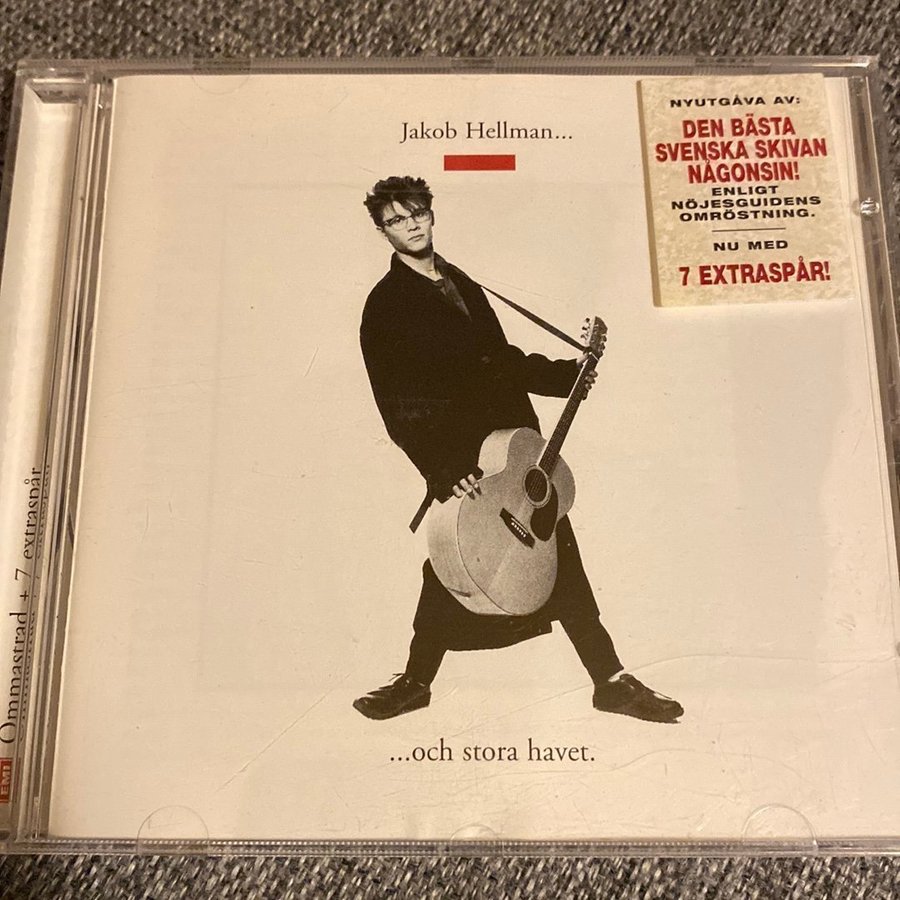 Jakob Hellman...
NYUTGÅVA AV:
DEN BÄSTA
SVENSKA SKIVAN
NÅGONSIN!
ENLIGT
NÖJESGUIDENS
OMRÖSTNING.
NU MED
7 EXTRASPÅR!
...och stora havet.
EMI
Ommastrad + 7 extraspår